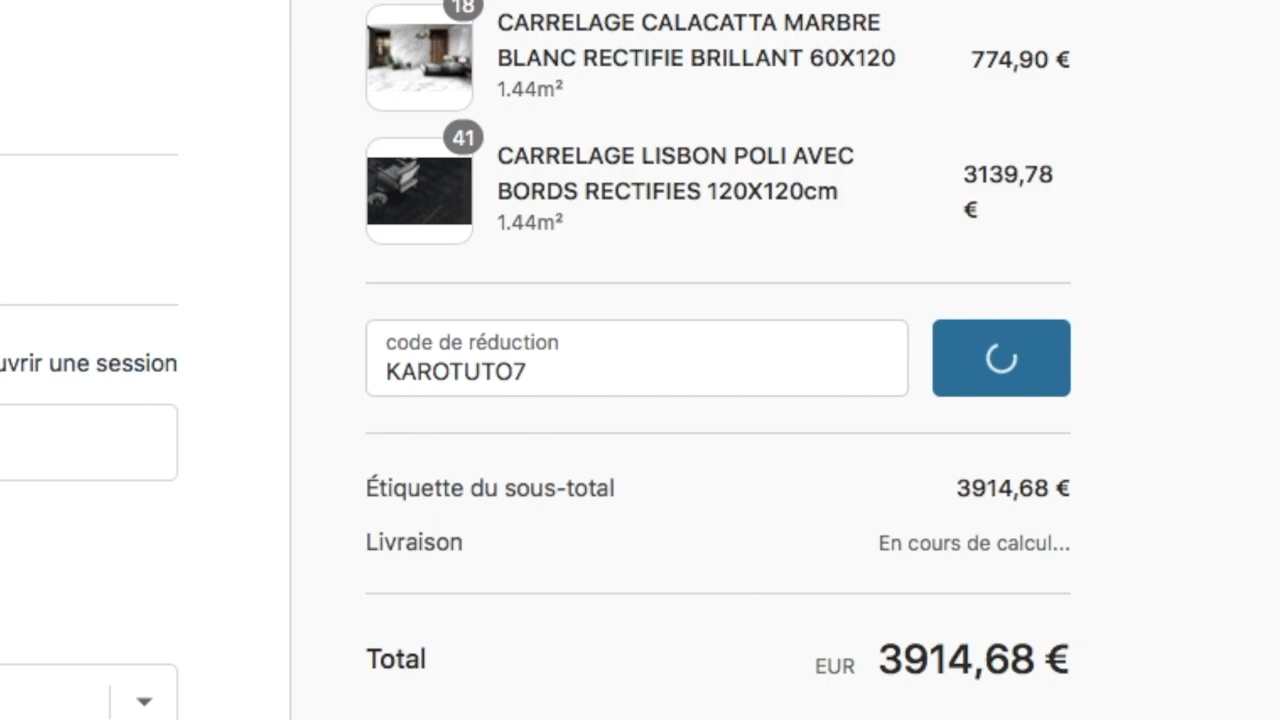 18
CARRELAGE CALACATTA MARBRE
BLANC RECTIFIE BRILLANT 60X120
1.44m²
774,90 €
41
CARRELAGE LISBON POLI AVEC
BORDS RECTIFIES 120X120cm
1.44m²
3139,78
€
code de réduction
KAROTUTO7
uvrir une session
Étiquette du sous-total
3914,68 €
Livraison
En cours de calcul...
Total
EUR 3914,68 €